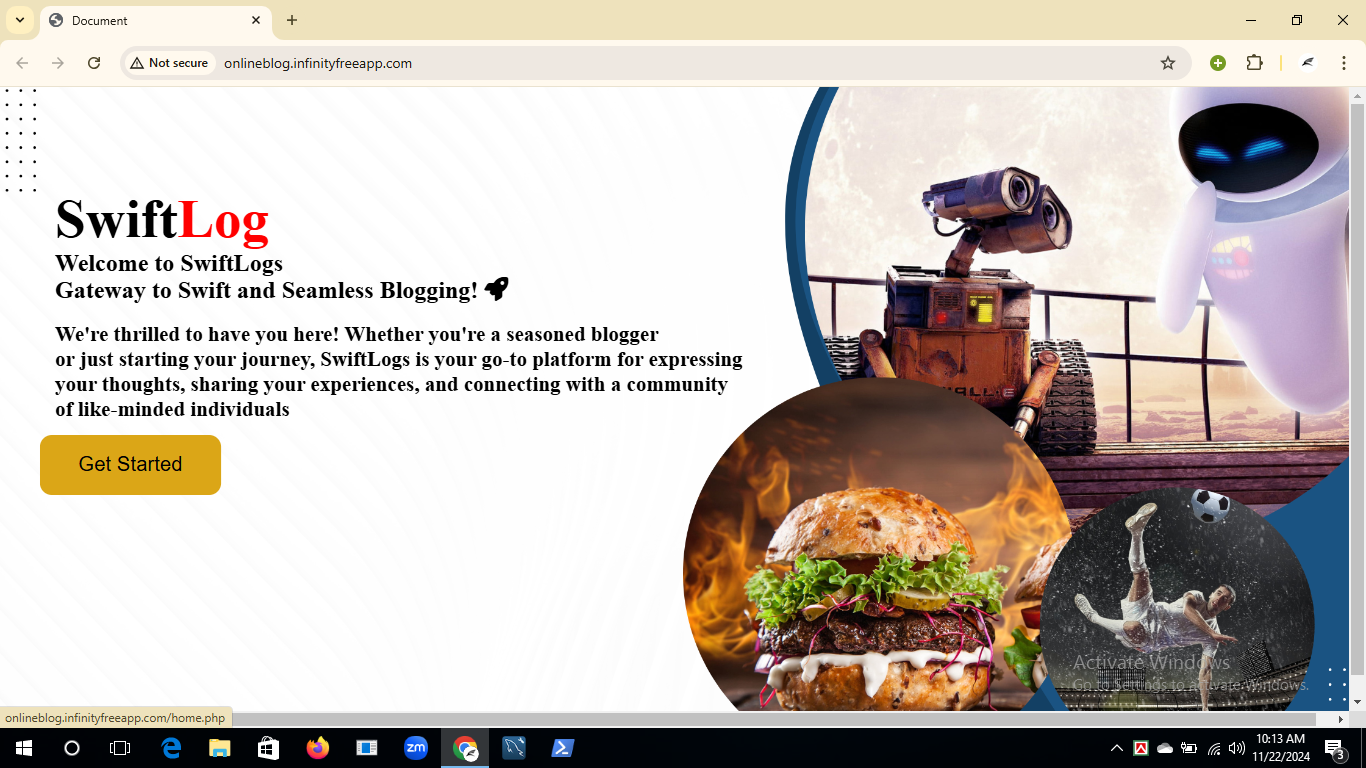 Document
Not secure
onlineblog.infinityfreeapp.com
SwiftLog
Welcome to SwiftLogs
Gateway to Swift and Seamless Blogging!
We're thrilled to have you here! Whether you're a seasoned blogger
or just starting your journey, SwiftLogs is your go-to platform for expressing
your thoughts, sharing your experiences, and connecting with a community
of like-minded individuals
Get Started
WALL·E
Activate Windows
Go to Settings to activate Windows.
onlineblog.infinityfreeapp.com/home.php
zm
10:13 AM
11/22/2024
3